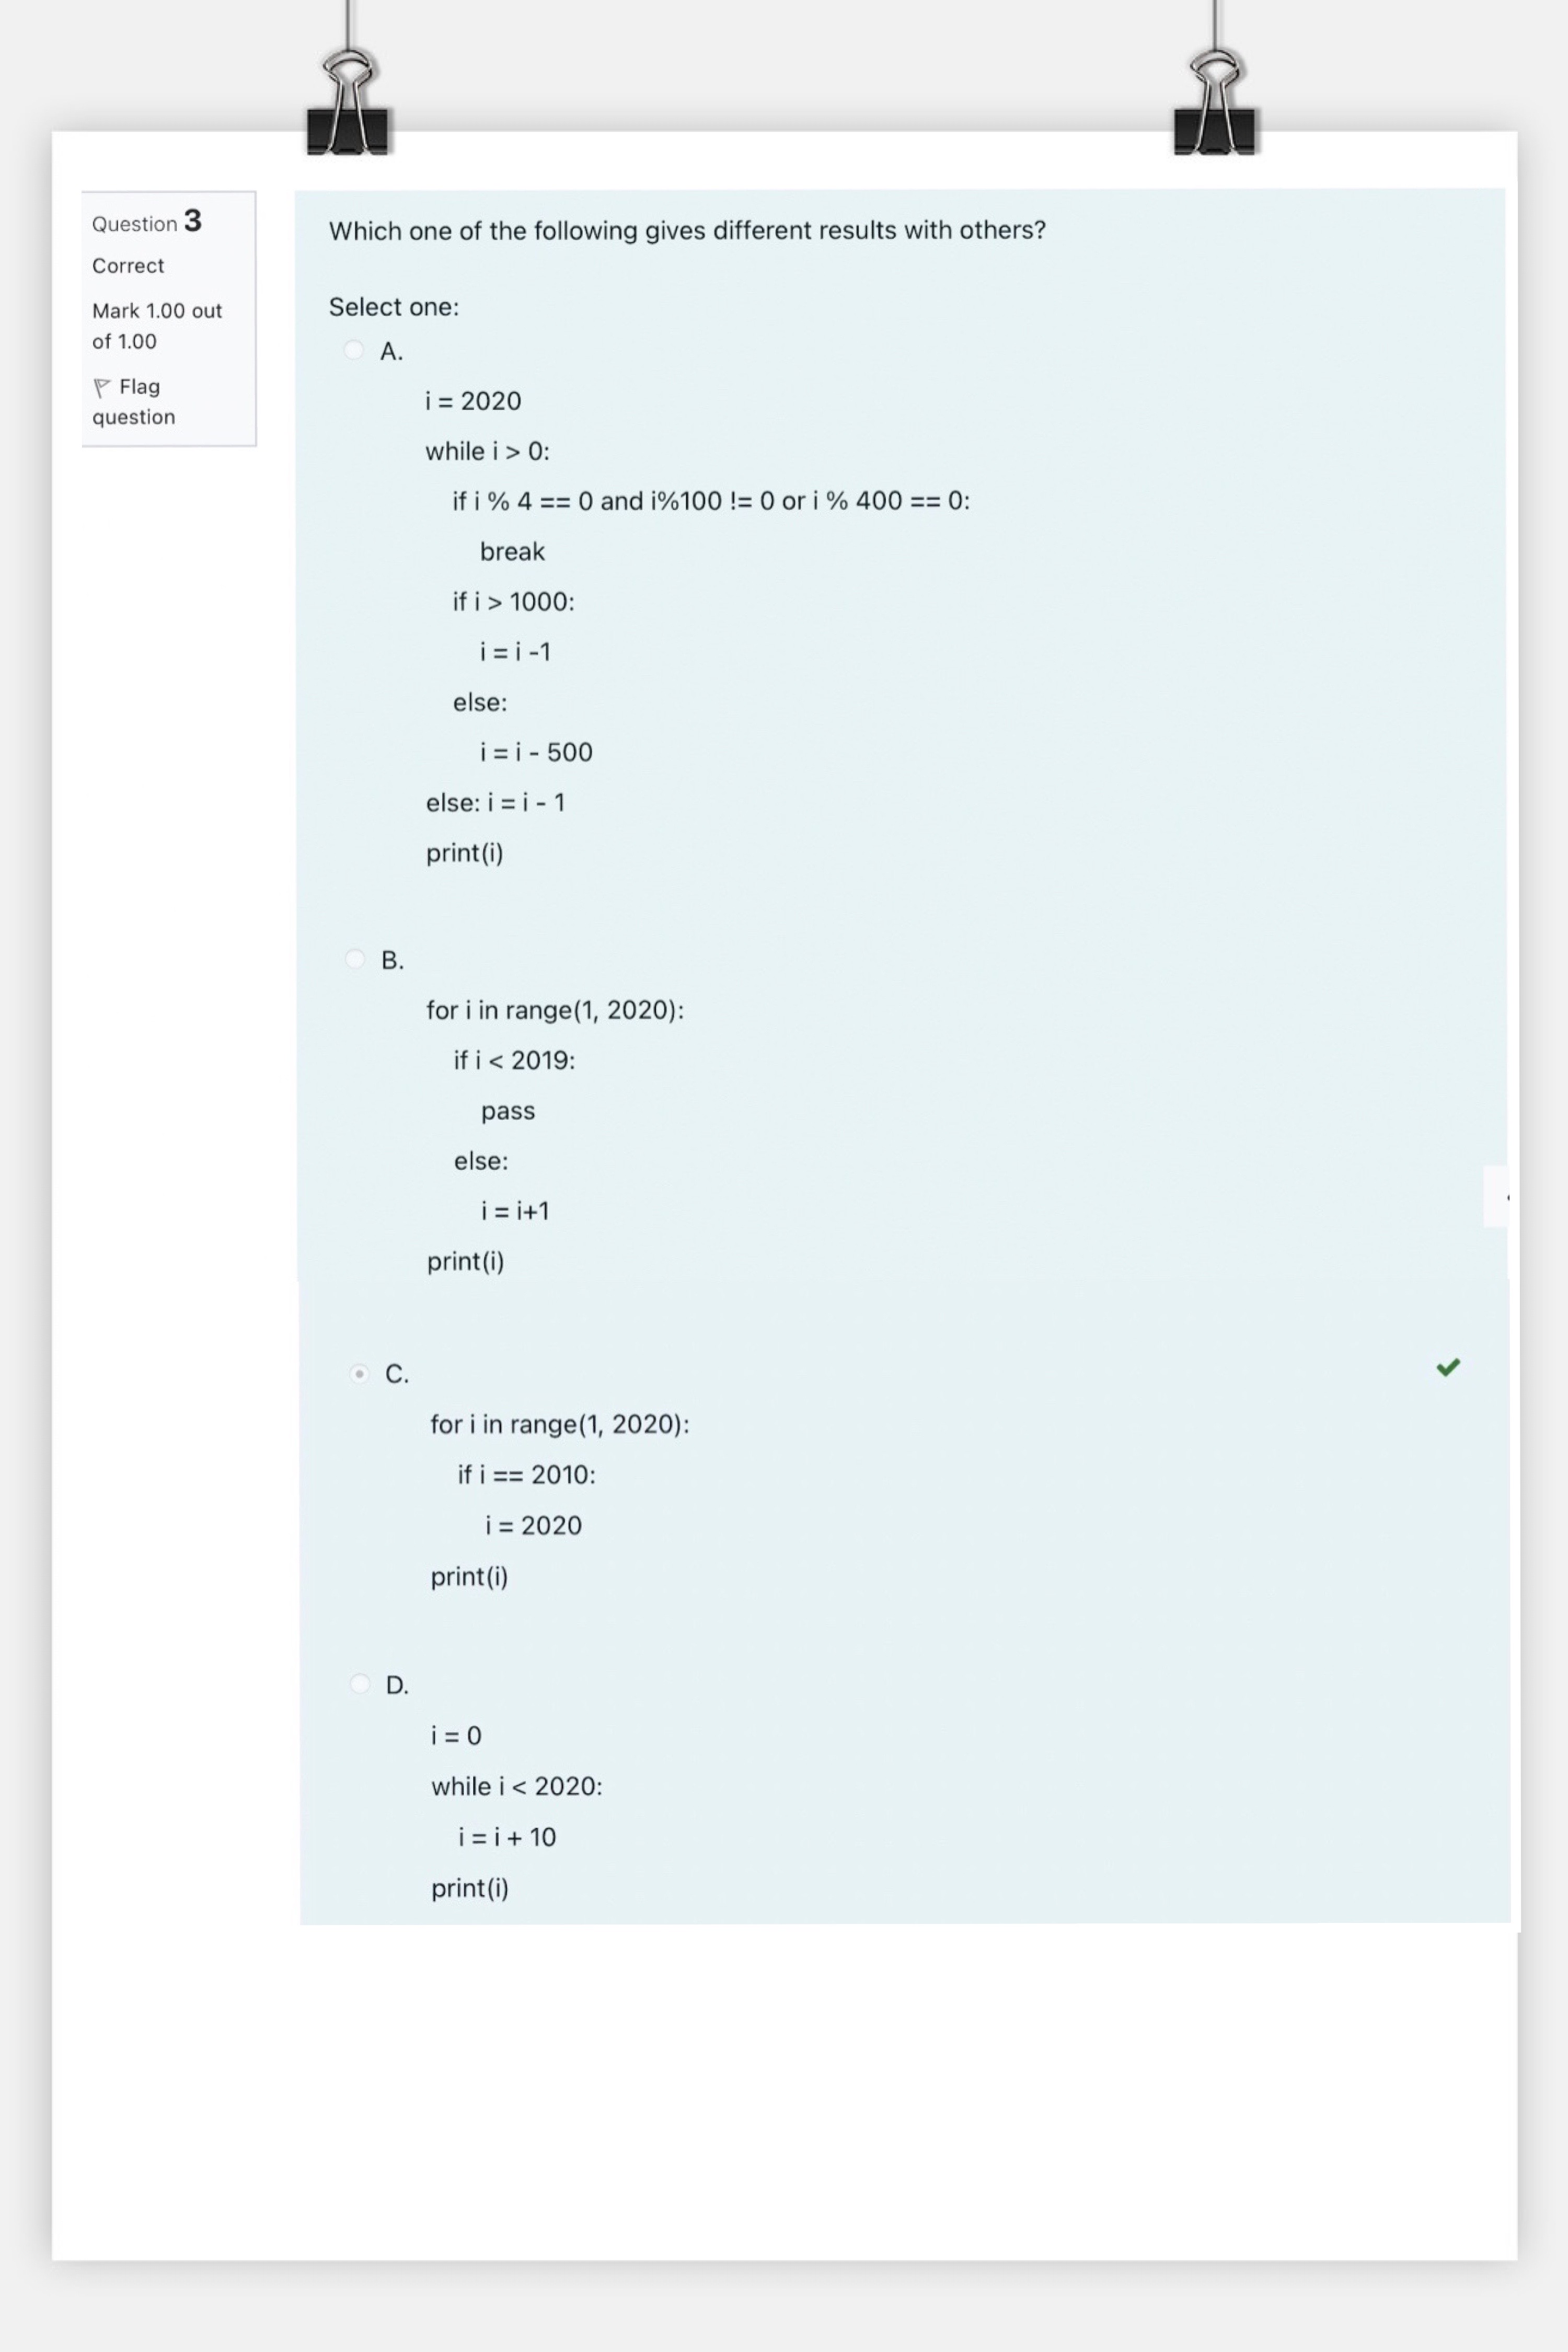 Question 3
Correct
Mark 1.00 out
of 1.00
Flag
question
Which one of the following gives different results with others?
Select one:
A.
i = 2020
while i > 0:
if i % 4 == 0 and i%100 != 0 or i % 400 == 0:
break
if i > 1000:
i = i -1
else:
i = i - 500
else: i = i - 1
print(i)
B.
for i in range(1, 2020):
if i < 2019:
pass
else:
i = i+1
print(i)
C.
for i in range(1, 2020):
if i == 2010:
i = 2020
print(i)
D.
i = 0
while i < 2020:
i = i + 10
print(i)